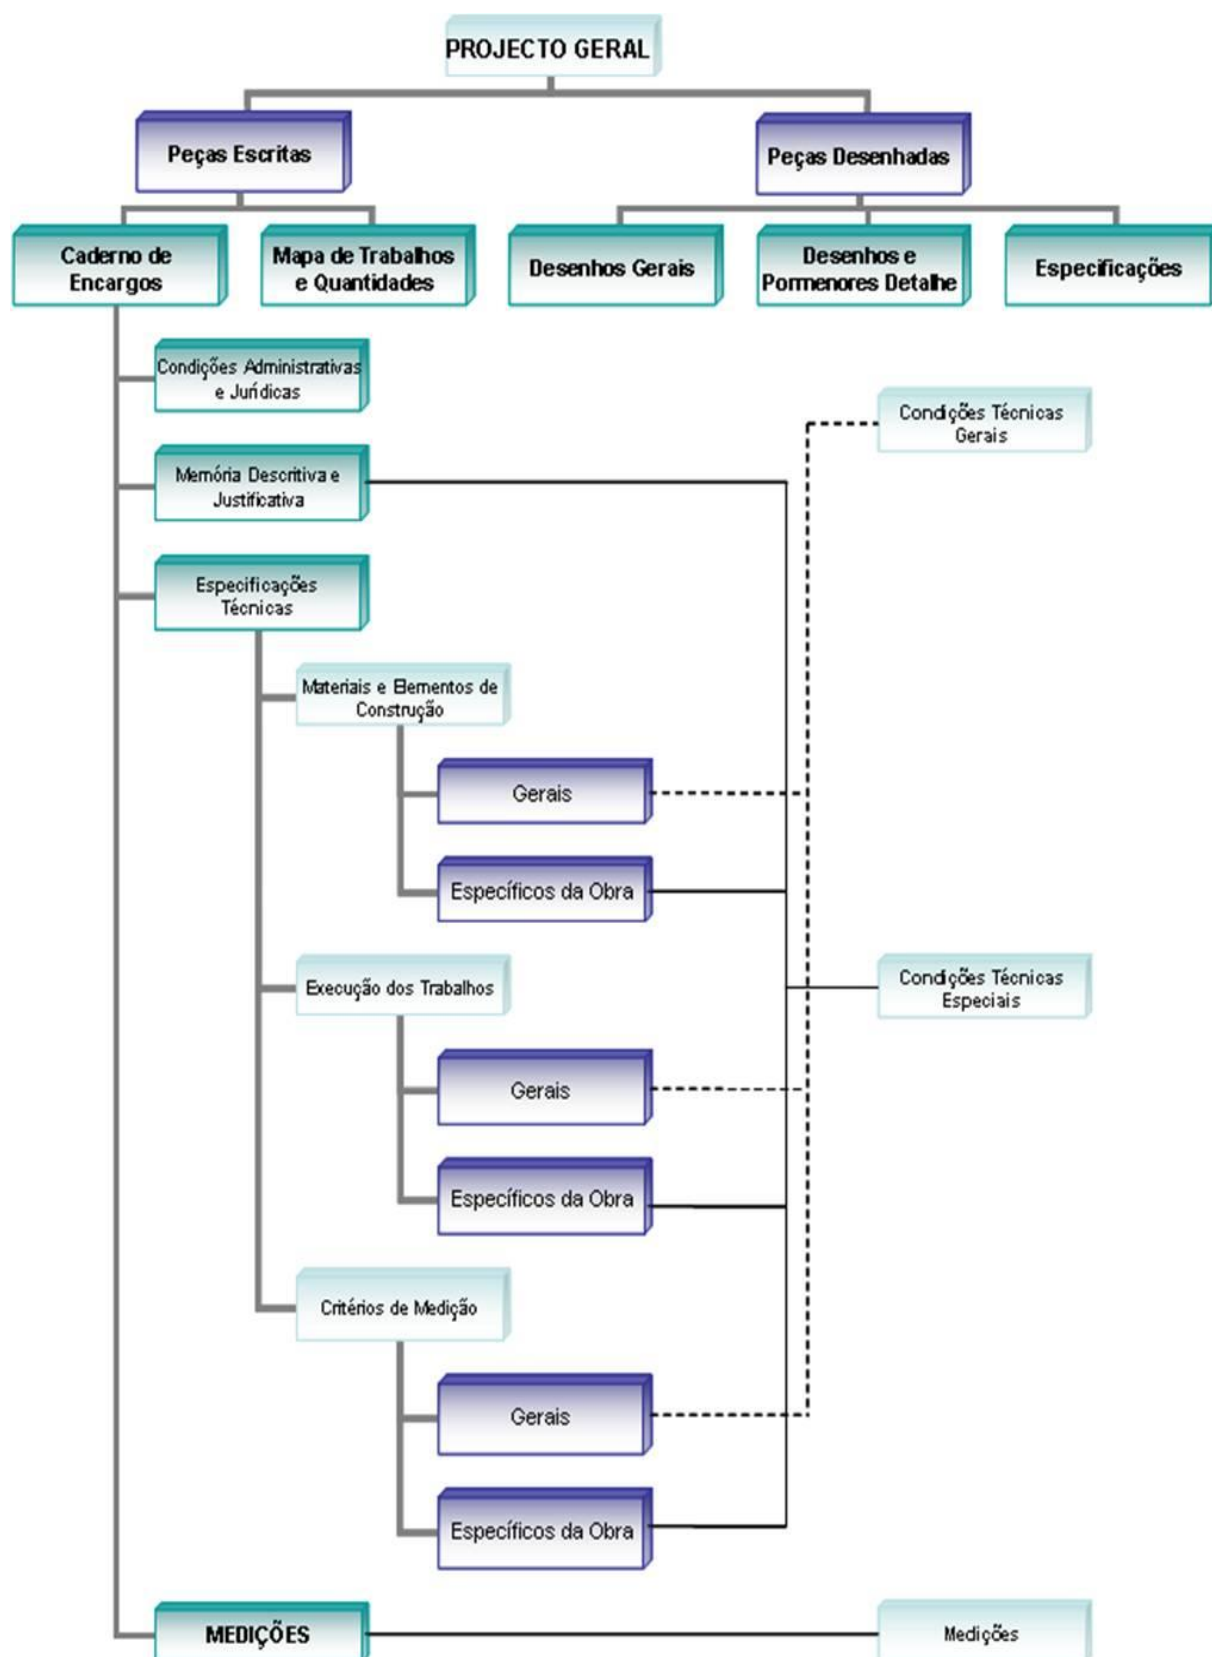 PROJECTO GERAL
Peças Escritas
Peças Desenhadas
Caderno de
Encargos
Mapa de Trabalhos
e Quantidades
Desenhos Gerais
Desenhos e
Pormenores Detalhe
Especificações
Condições Administrativas
e Jurídicas
Condições Técnicas
Gerais
Memória Descritiva e
Justificativa
Especificações
Técnicas
Materiais e Elementos de
Construção
Gerais
Específicos da Obra
Execução dos Trabalhos
Condições Técnicas
Especiais
Gerais
Específicos da Obra
Critérios de Medição
Gerais
Específicos da Obra
MEDIÇÕES
Medições